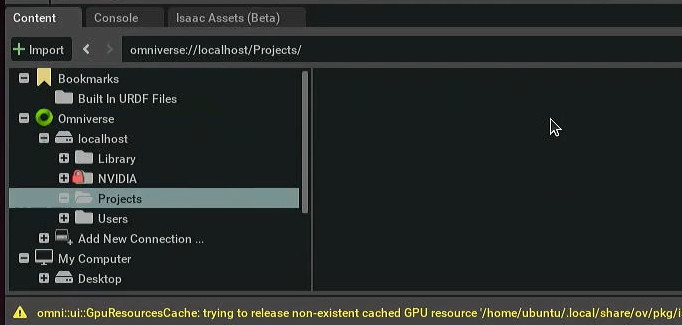 Content
Console
Isaac Assets (Beta)
Import
omniverse://localhost/Projects/
Bookmarks
Built In URDF Files
Omniverse
localhost
Library
NVIDIA
Projects
Users
Add New Connection ...
My Computer
Desktop
omni::ui::GpuResourcesCache: trying to release non-existent cached GPU resource '/home/ubuntu/.local/share/ov/pkg/i